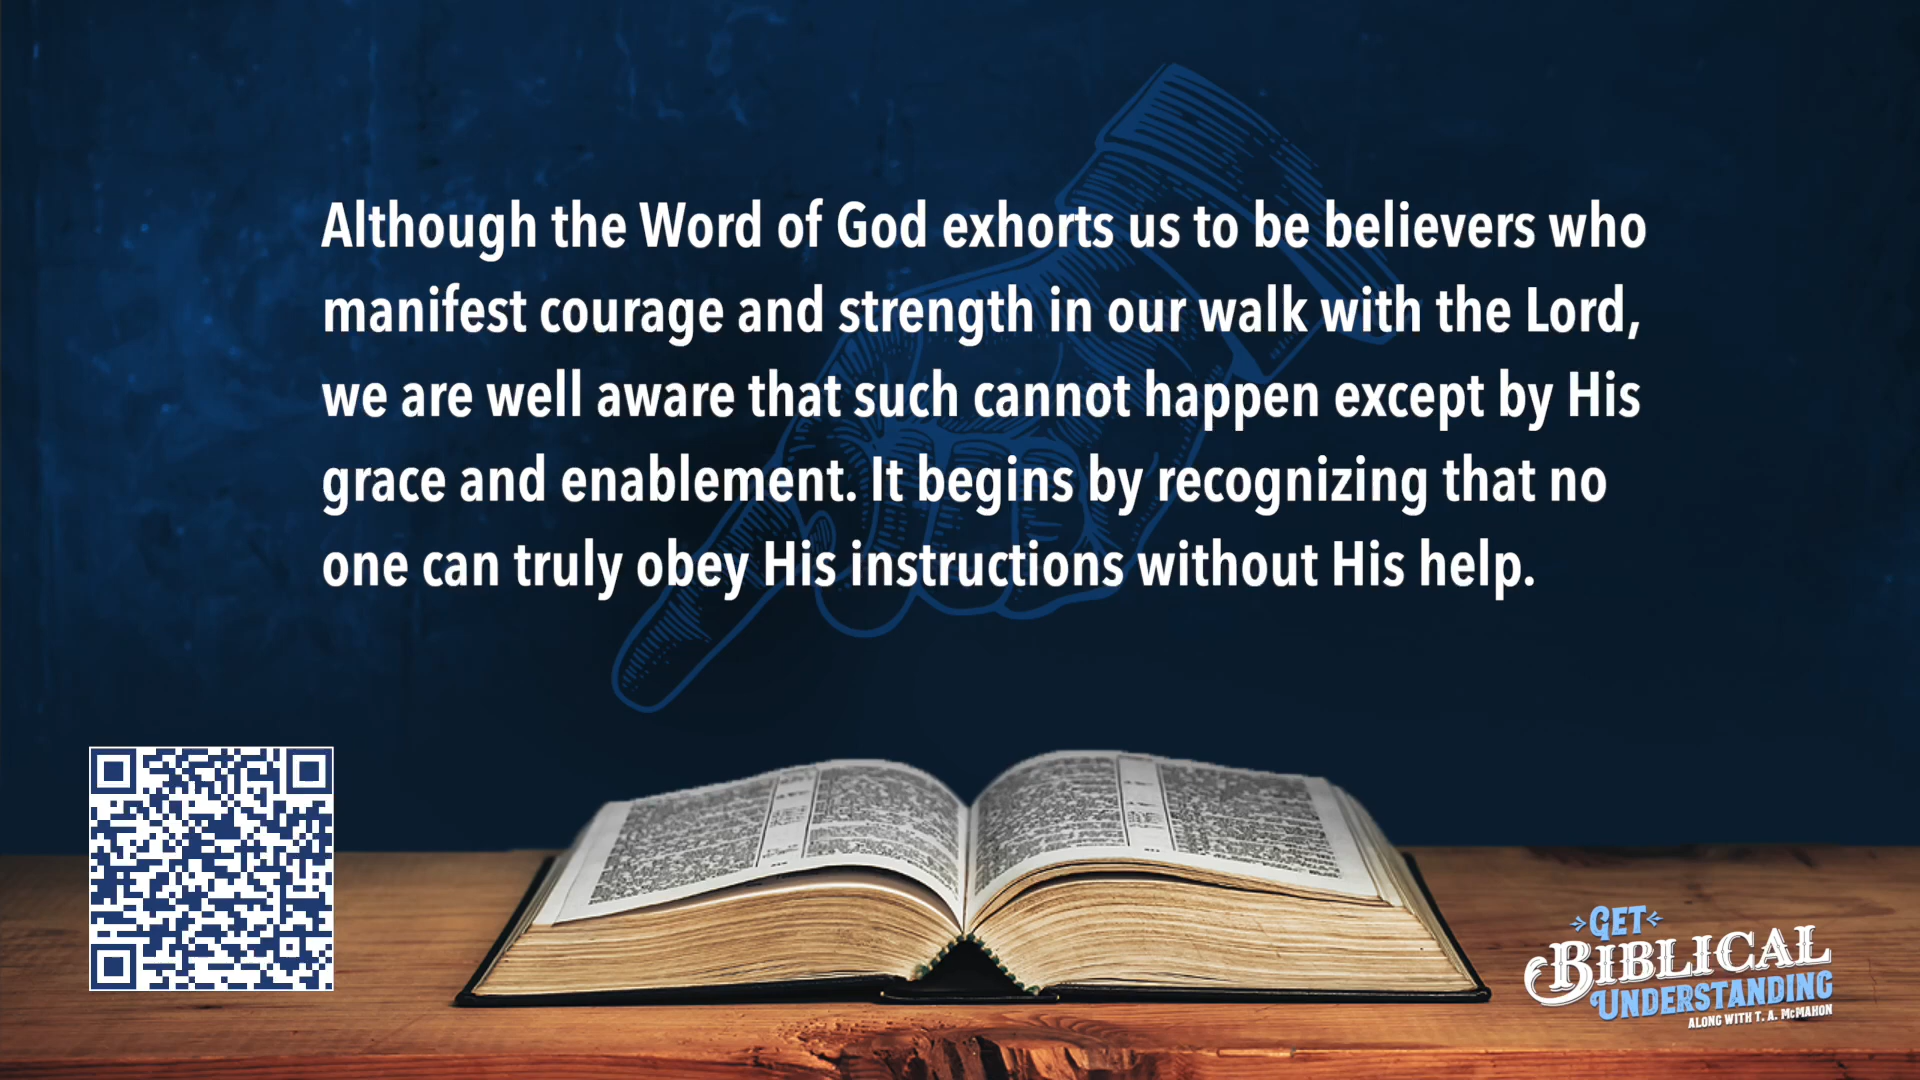 Although the Word of God exhorts us to be believers who
manifest courage and strength in our walk with the Lord,
we are well aware that such cannot happen except by His
grace and enablement. It begins by recognizing that no
one can truly obey His instructions without His help.
GET
BIBLICAL
UNDERSTANDING
ALONG WITH T. A. McMAHON